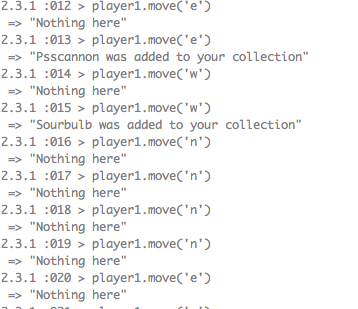 2.3.1 :012 > player1.move('e')
=> "Nothing here"
2.3.1 :013 > player1.move('e')
=> "Psscannon was added to your collection"
2.3.1 :014 > player1.move('w')
=> "Nothing here"
2.3.1 :015 > player1.move('w')
=> "Sourbulb was added to your collection"
2.3.1 :016 > player1.move('n')
=> "Nothing here"
2.3.1 :017 > player1.move('n')
=> "Nothing here"
2.3.1 :018 > player1.move('n')
=> "Nothing here"
2.3.1 :019 > player1.move('n')
=> "Nothing here"
2.3.1 :020 > player1.move('e')
=> "Nothing here"